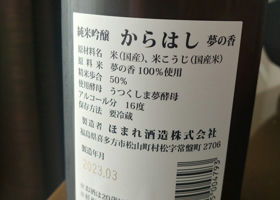 純米吟醸 からはし 夢の香
原材料名 米(国産)、米こうじ(国産米)
原料米 夢の香100%使用
精米歩合 50%
使用酵母 うつくしま夢酵母
アルコール分 16度
保存方法 要冷蔵
製造者 ほまれ酒造株式会社
福島県喜多方市松山町村松字常盤町2706
製造年月
2023.03